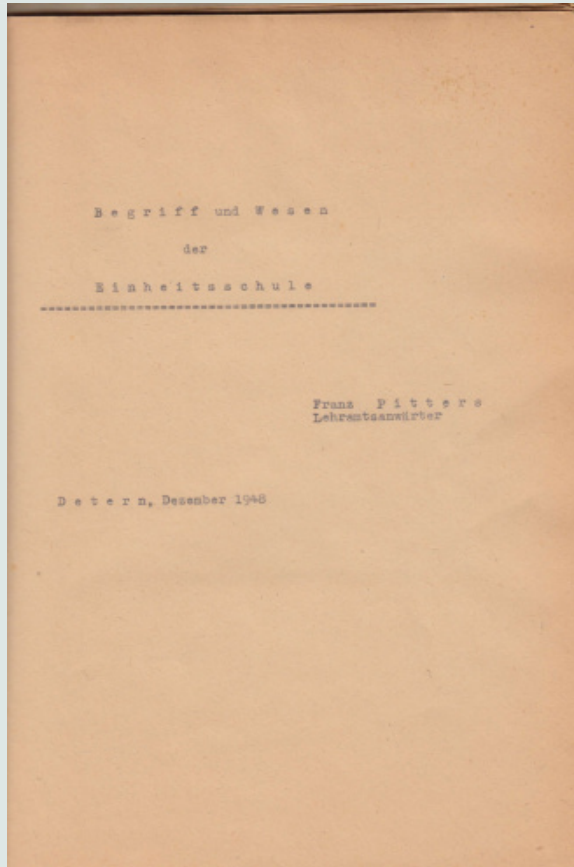 B e g r i f f und W e s e n
der
E i n h e i t s s c h u l e
Franz P i t t e r s
Lehramtsanwärter
D e t e r n, Dezember 1948